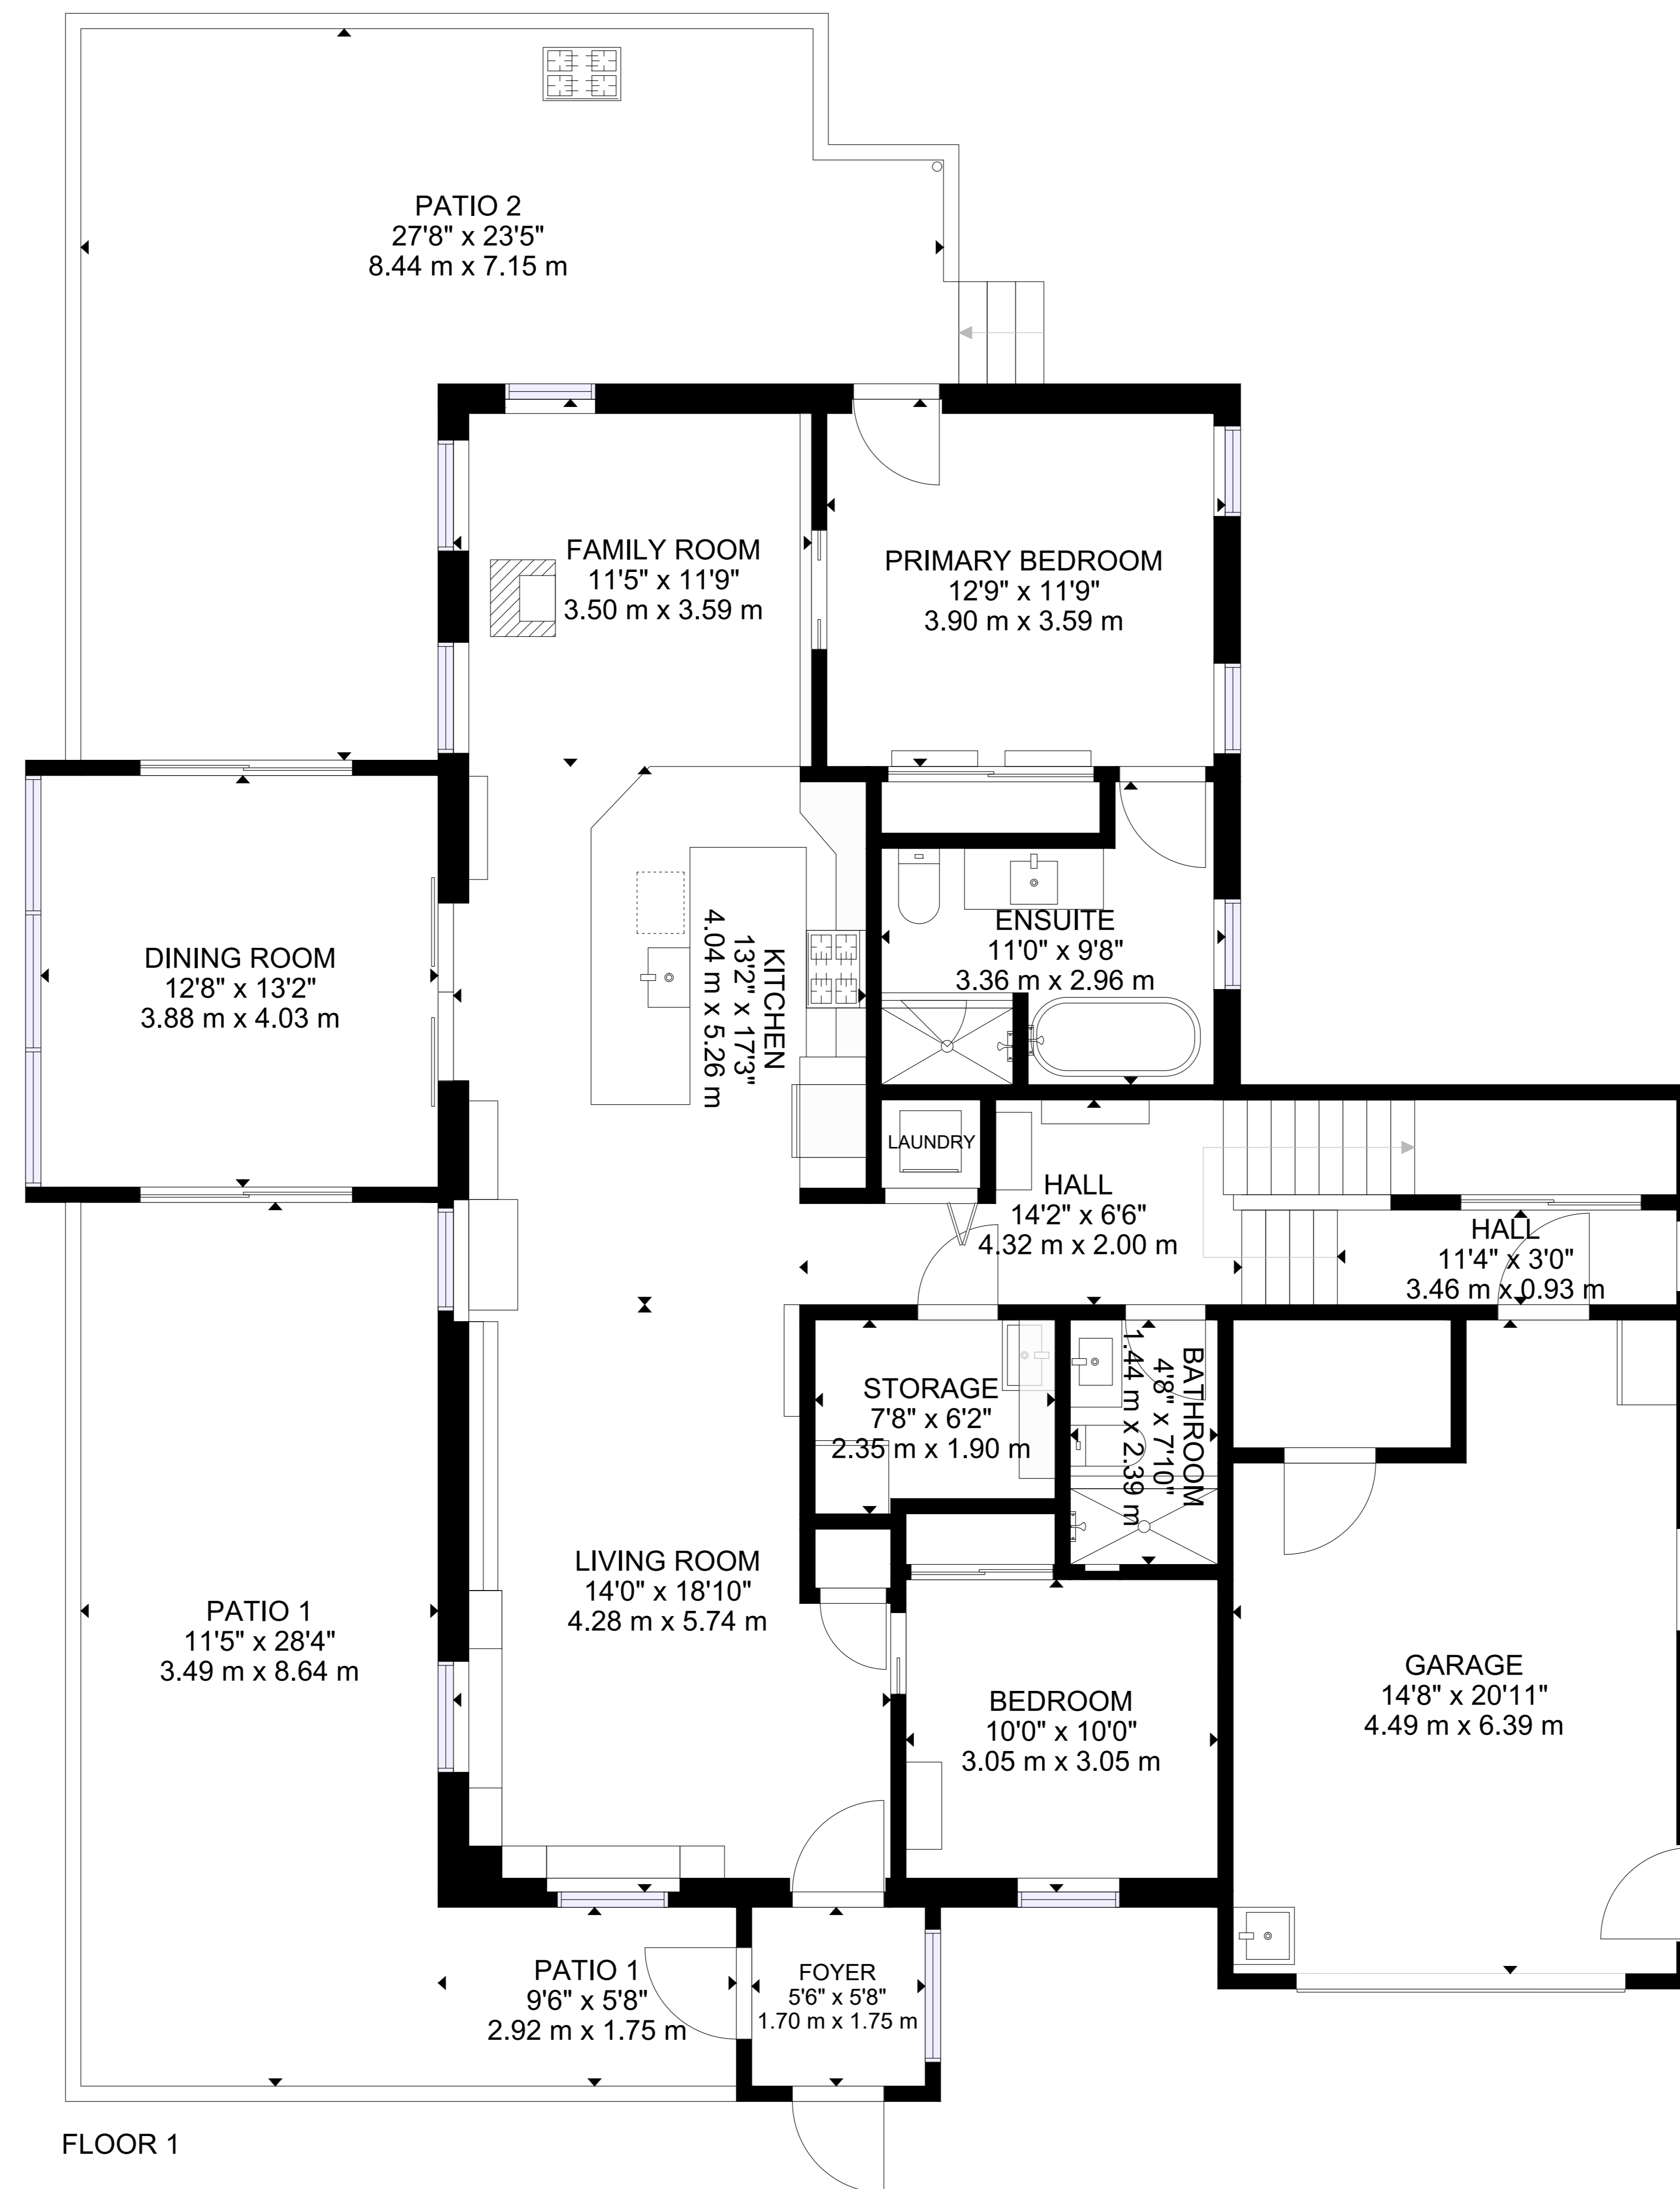 PATIO 2
27'8" x 23'5"
8.44 m x 7.15 m
FAMILY ROOM
11'5" x 11'9"
3.50 m x 3.59 m
PRIMARY BEDROOM
12'9" x 11'9"
3.90 m x 3.59 m
DINING ROOM
12'8" x 13'2"
3.88 m x 4.03 m
KITCHEN
13'2" x 17'3"
4.04 m x 5.26 m
ENSUITE
11'0" x 9'8"
3.36 m x 2.96 m
LAUNDRY
HALL
14'2" x 6'6"
4.32 m x 2.00 m
HALL
11'4" x 3'0"
3.46 m x 0.93 m
STORAGE
7'8" x 6'2"
2.35 m x 1.90 m
BATHROOM
4'8" x 7'10"
1.44 m x 2.39 m
LIVING ROOM
14'0" x 18'10"
4.28 m x 5.74 m
PATIO 1
11'5" x 28'4"
3.49 m x 8.64 m
BEDROOM
10'0" x 10'0"
3.05 m x 3.05 m
GARAGE
14'8" x 20'11"
4.49 m x 6.39 m
PATIO 1
9'6" x 5'8"
2.92 m x 1.75 m
FOYER
5'6" x 5'8"
1.70 m x 1.75 m
FLOOR 1